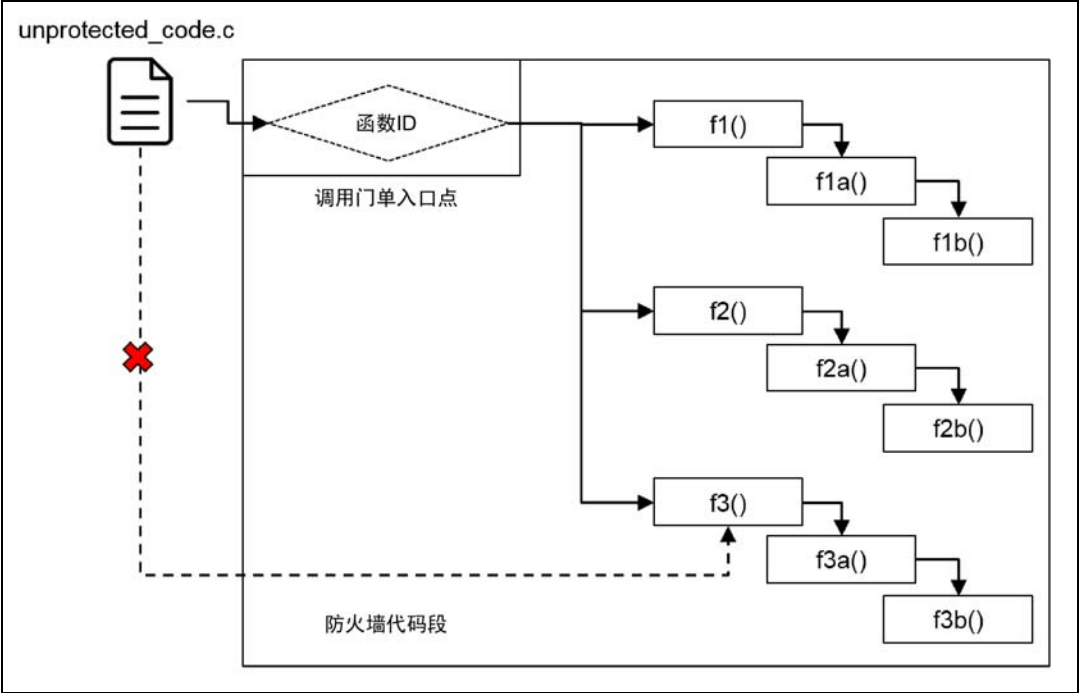 unprotected_code.c
函数ID
调用门单入口点
f1()
f1a()
f1b()
f2()
f2a()
f2b()
f3()
f3a()
f3b()
防火墙代码段